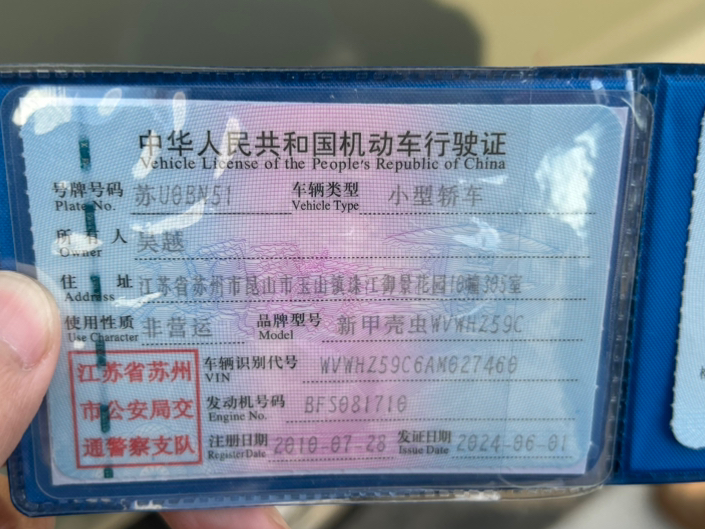 中华人民共和国机动车行驶证
Vehicle License of the People's Republic of China
号牌号码 Plate No. 苏U0BN51 车辆类型 Vehicle Type 小型轿车
所有人 Owner 吴越
住址 Address 江苏省苏州市昆山市玉山镇珠江御景花园10幢305室
使用性质 Use Character 非营运 品牌型号 Model 新甲壳虫WVWHZ59C
车辆识别代号 VIN WVWHZ59C6AM027460
发动机号码 Engine No. BFS081710
注册日期 Register Date 2010-07-28 发证日期 Issue Date 2024-06-01
江苏省苏州
市公安局交
通警察支队